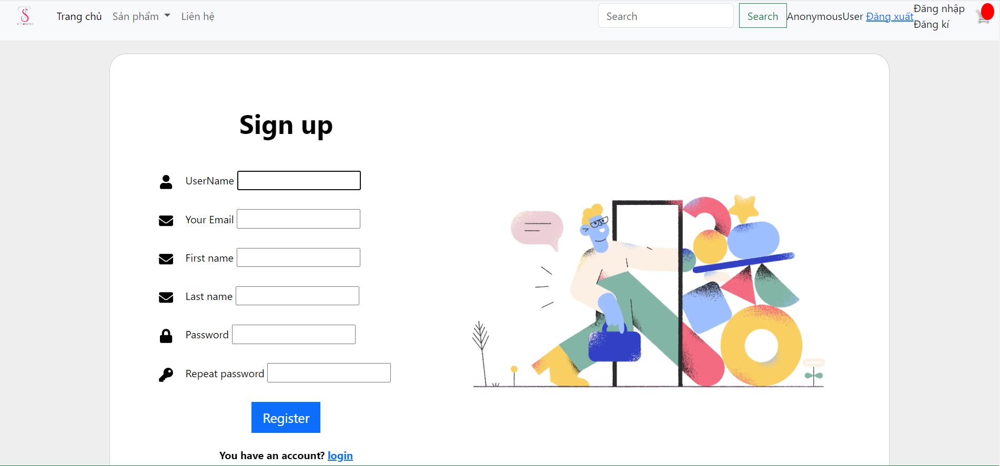 Trang chủ Sản phẩm Liên hệ Search Search AnonymousUser Đăng xuất Đăng nhập
Đăng kí
Sign up
UserName
Your Email
First name
Last name
Password
Repeat password
Register
You have an account? login